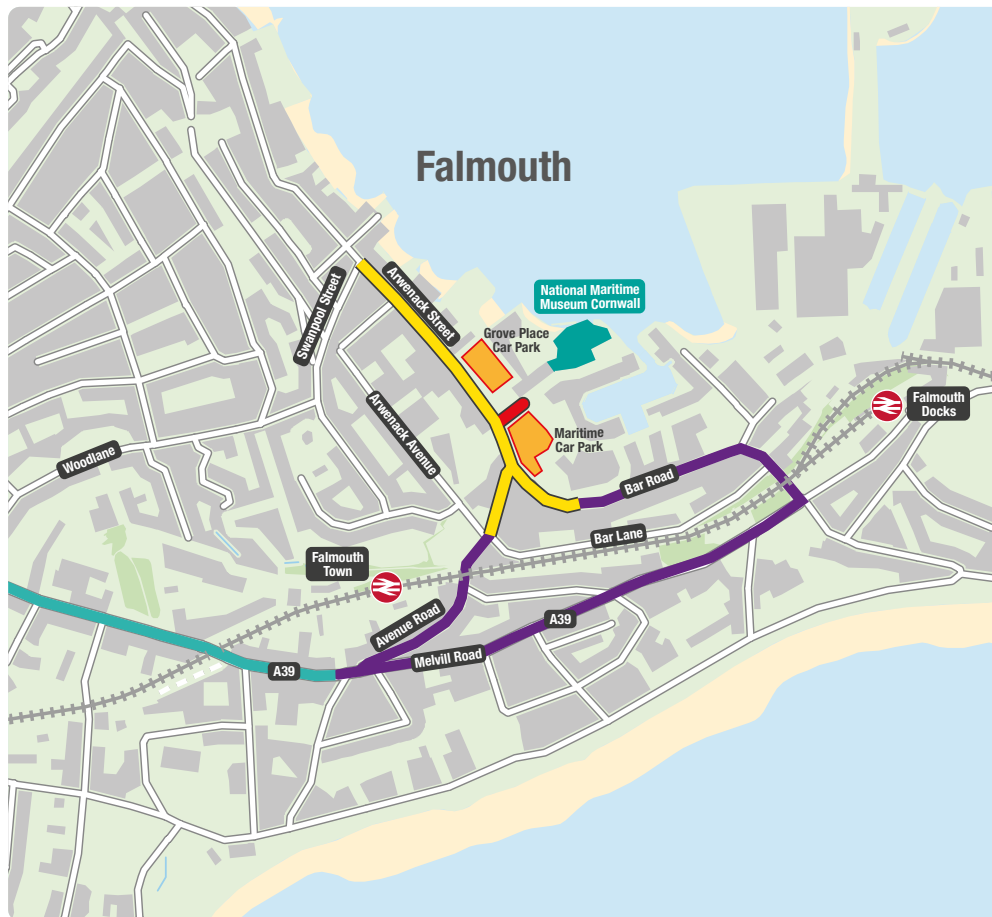 Falmouth
National Maritime
Museum Cornwall
Arwenack Street
Swanpool Street
Grove Place
Car Park
Falmouth
Docks
Arwenack Avenue
Maritime
Car Park
Woodlane
Bar Road
Bar Lane
Falmouth
Town
Avenue Road
A39
Melvill Road
A39